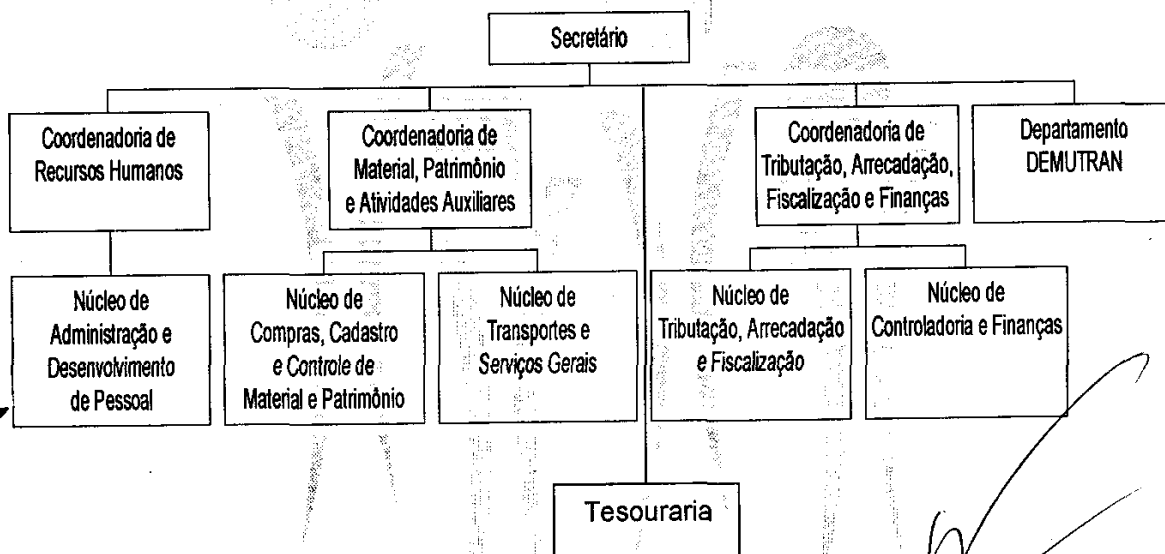 Secretário
Coordenadoria de
Recursos Humanos
Coordenadoria de
Material, Patrimônio
e Atividades Auxiliares
Coordenadoria de
Tributação, Arrecadação,
Fiscalização e Finanças
Departamento
DEMUTRAN
Núcleo de
Administração e
Desenvolvimento
de Pessoal
Núcleo de
Compras, Cadastro
e Controle de
Material e Patrimônio
Núcleo de
Transportes e
Serviços Gerais
Núcleo de
Tributação, Arrecadação
e Fiscalização
Núcleo de
Controladoria e Finanças
Tesouraria